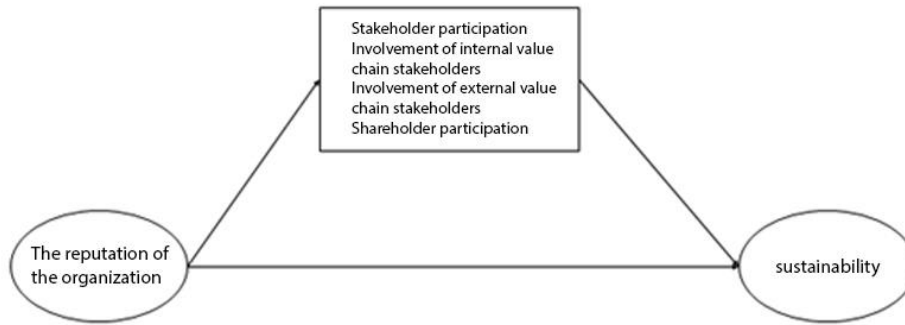 Stakeholder participation
Involvement of internal value
chain stakeholders
Involvement of external value
chain stakeholders
Shareholder participation
The reputation of
the organization
sustainability